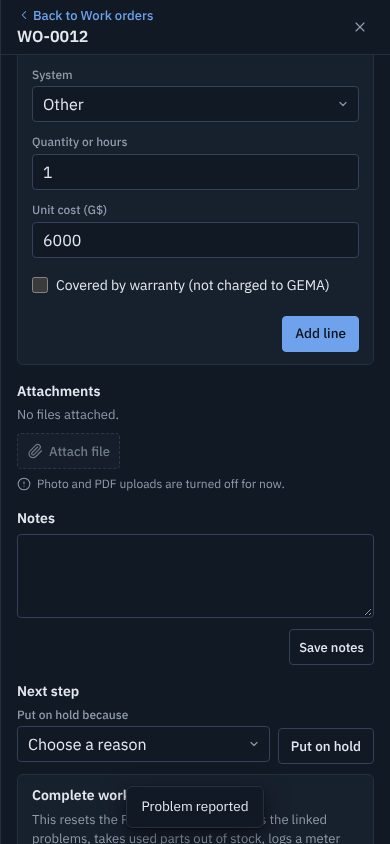 Back to Work orders
WO-0012
System
Other
Quantity or hours
1
Unit cost (G$)
6000
Covered by warranty (not charged to GEMA)
Add line
Attachments
No files attached.
Attach file
Photo and PDF uploads are turned off for now.
Notes
Save notes
Next step
Put on hold because
Choose a reason
Put on hold
Complete work
Problem reported
This resets the the linked
problems, takes used parts out of stock, logs a meter